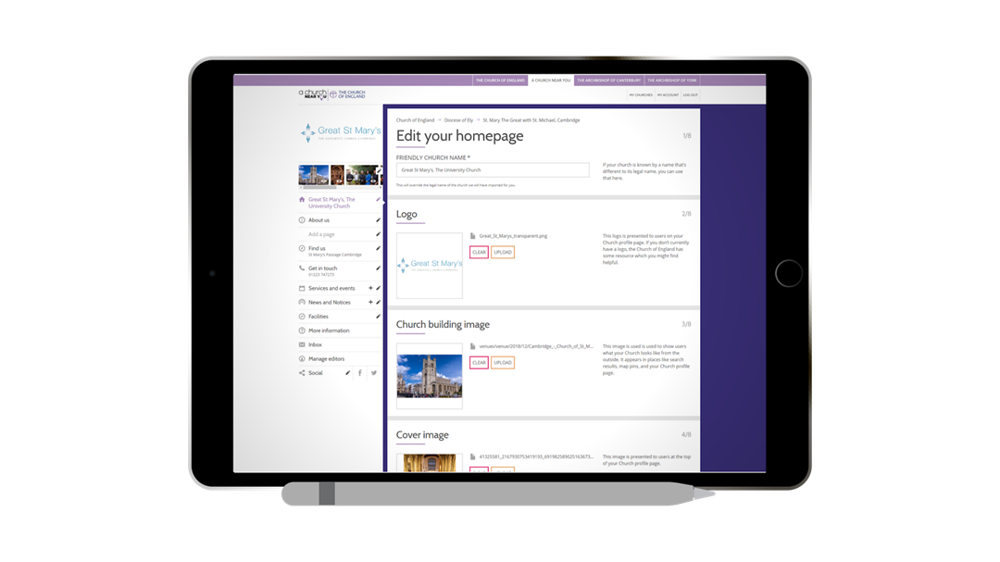 THE CHURCH OF ENGLAND A CHURCH NEAR YOU THE ARCHBISHOP OF CANTERBURY THE ARCHBISHOP OF YORK
a church NEAR YOU THE CHURCH OF ENGLAND
MY CHURCHES MY ACCOUNT LOG OUT
Great St Mary's
Great St Mary's, The
University Church
About us
Add a page
Find us
St Mary's Passage Cambridge
Get in touch
01223 747273
Services and events
News and Notices
Facilities
More information
Inbox
Manage editors
Social
Church of England Diocese of Ely St. Mary The Great with St. Michael, Cambridge
Edit your homepage
1/8
FRIENDLY CHURCH NAME *
Great St Mary's, The University Church
This will override the legal name of the church we will have imported for you.
If your church is known by a name that's
different to its legal name, you can use
that here.
Logo
2/8
Great St Mary's
Great_St_Marys_transparent.png
CLEAR UPLOAD
This logo is presented to users on your
Church profile page. If you don't currently
have a logo, the Church of England has
some resource which you might find
helpful.
Church building image
3/8
venues/venue/2018/12/Cambridge_-_Church_of_St_M...
CLEAR UPLOAD
This image is used is used to show users
what your Church looks like from the
outside. It appears in places like search
results, map pins, and your Church profile
page.
Cover image
4/8
41325581_2167930753419193_691982589025163673...
This image is presented to users at the top
of your Church profile page.